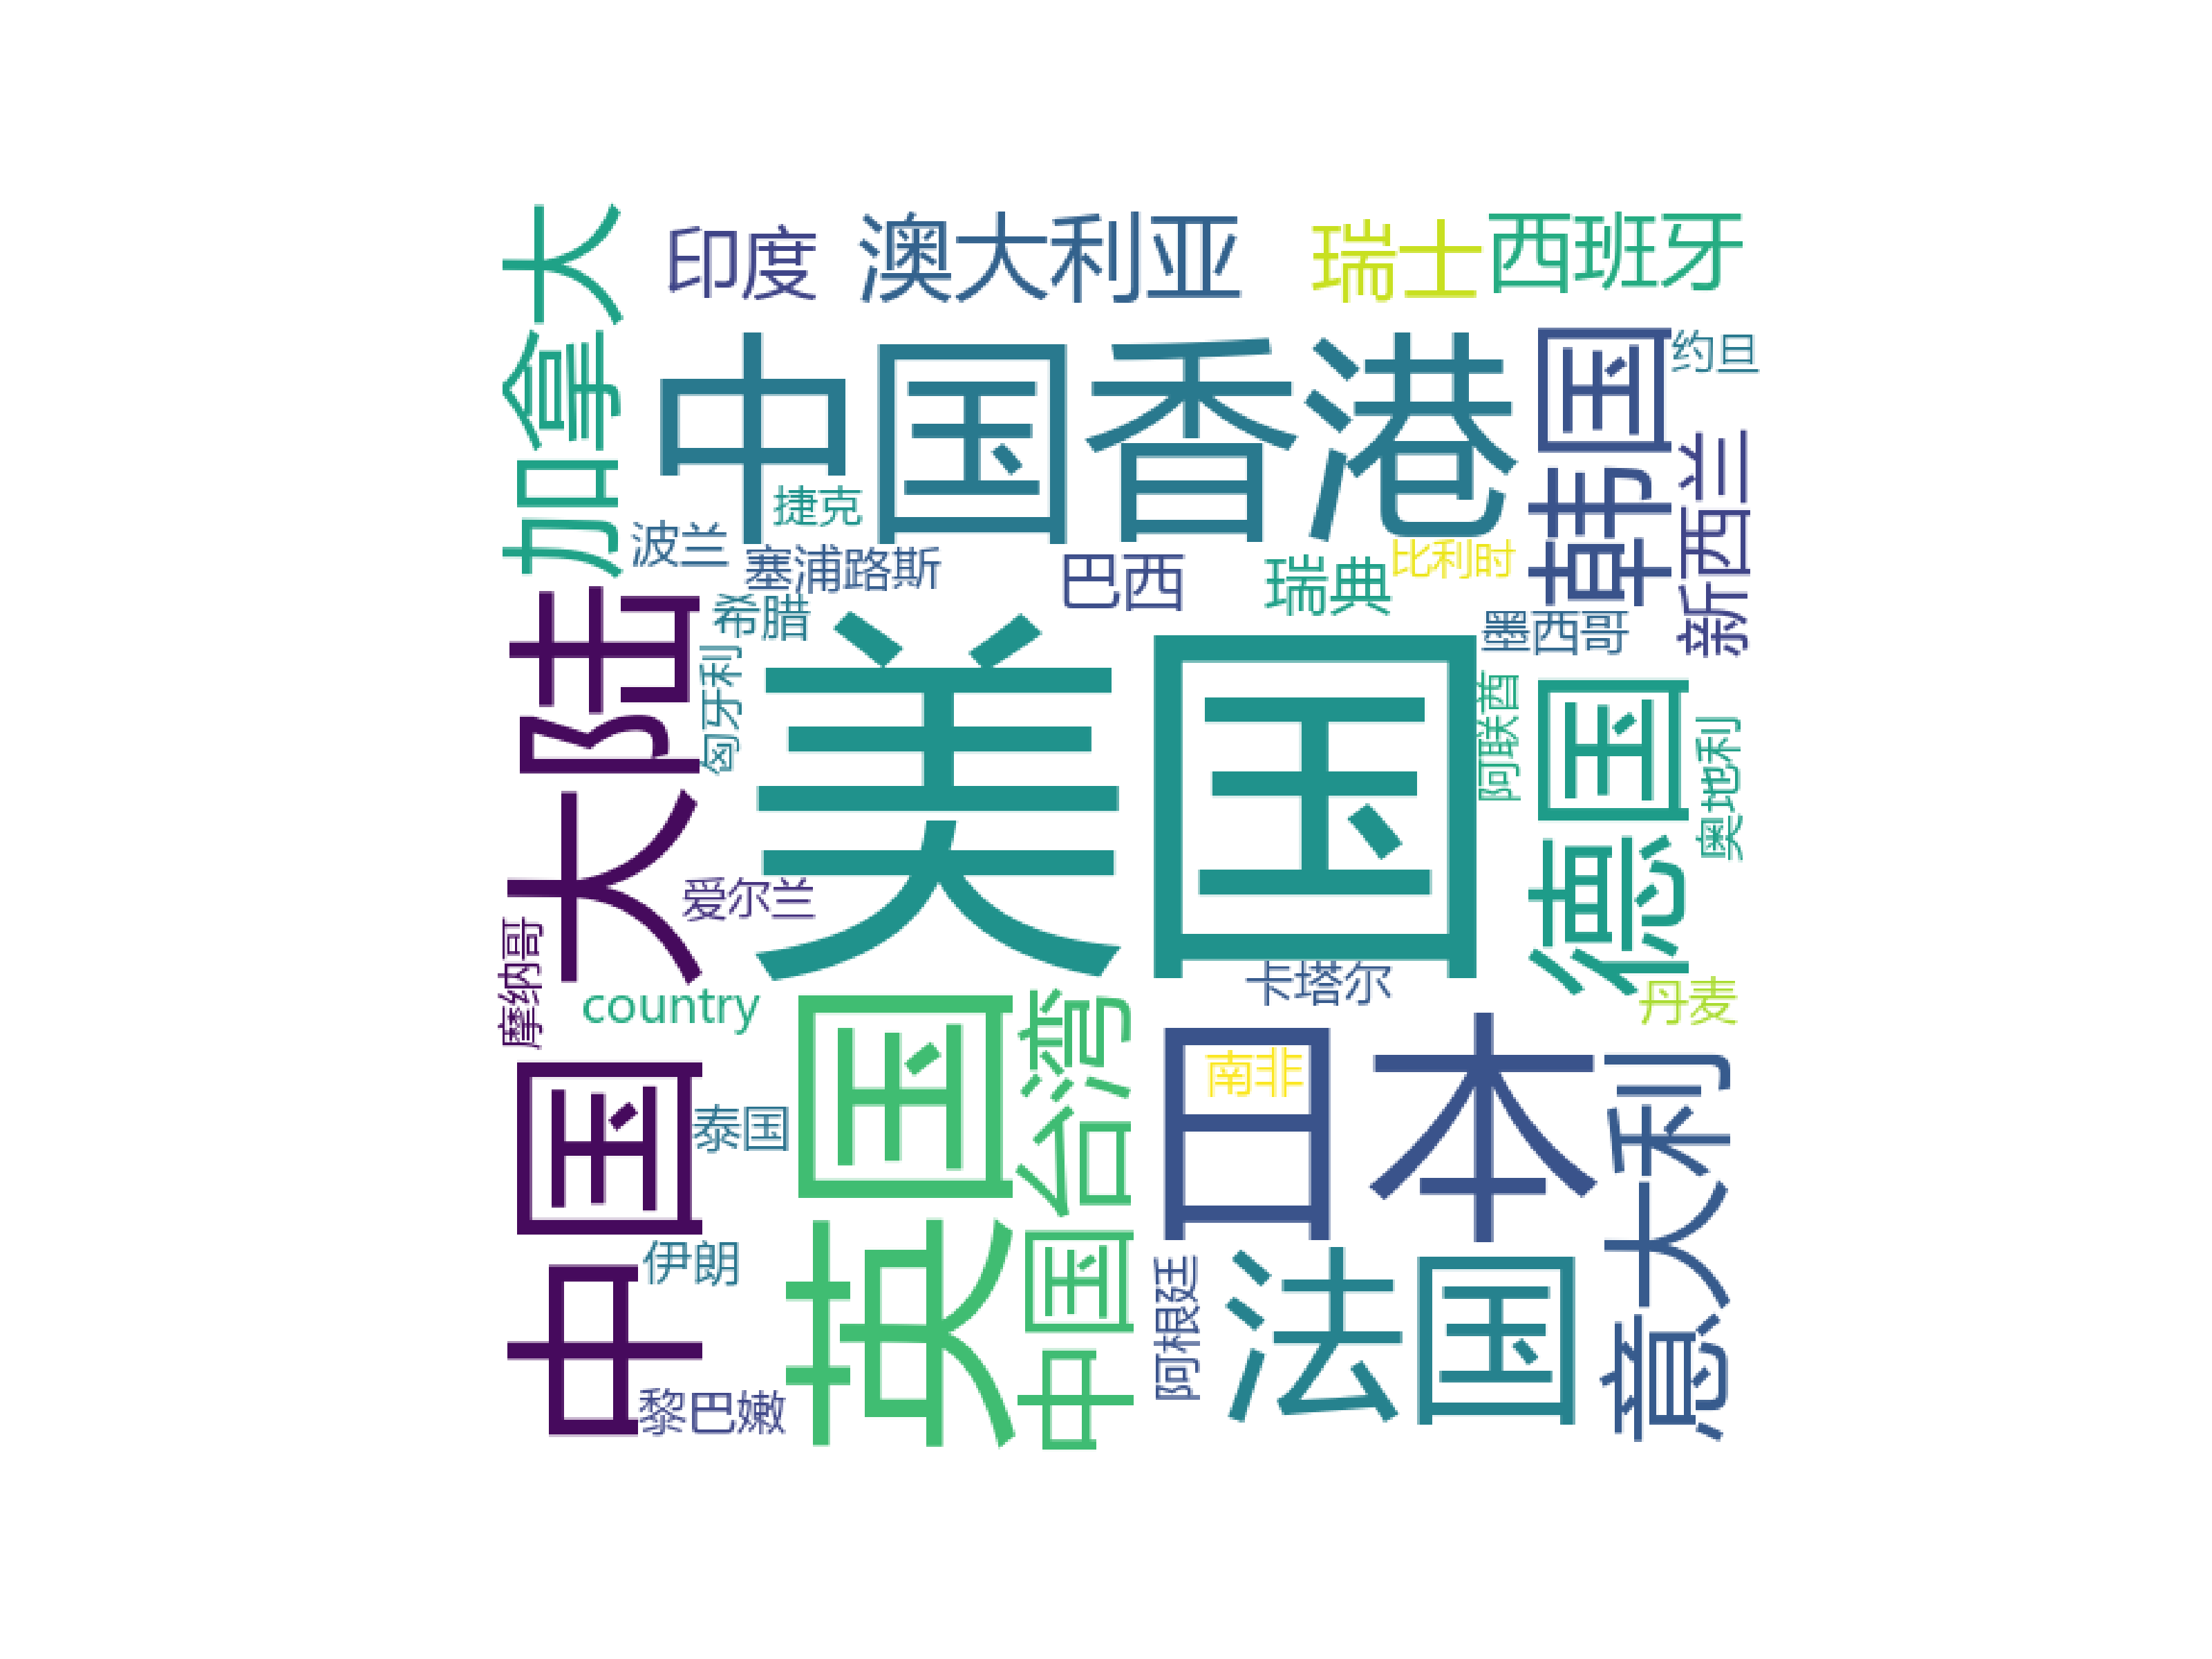 印度
澳大利亚
瑞士
西班牙
加拿大
中国香港
韩国
约旦
新西兰
捷克
波兰
塞浦路斯
巴西
瑞典
比利时
希腊
墨西哥
匈牙利
美国
阿联酋
德国
奥地利
中国大陆
爱尔兰
摩纳哥
country
卡塔尔
丹麦
英国
中国台湾
日本
南非
意大利
泰国
伊朗
阿根廷
法国
黎巴嫩